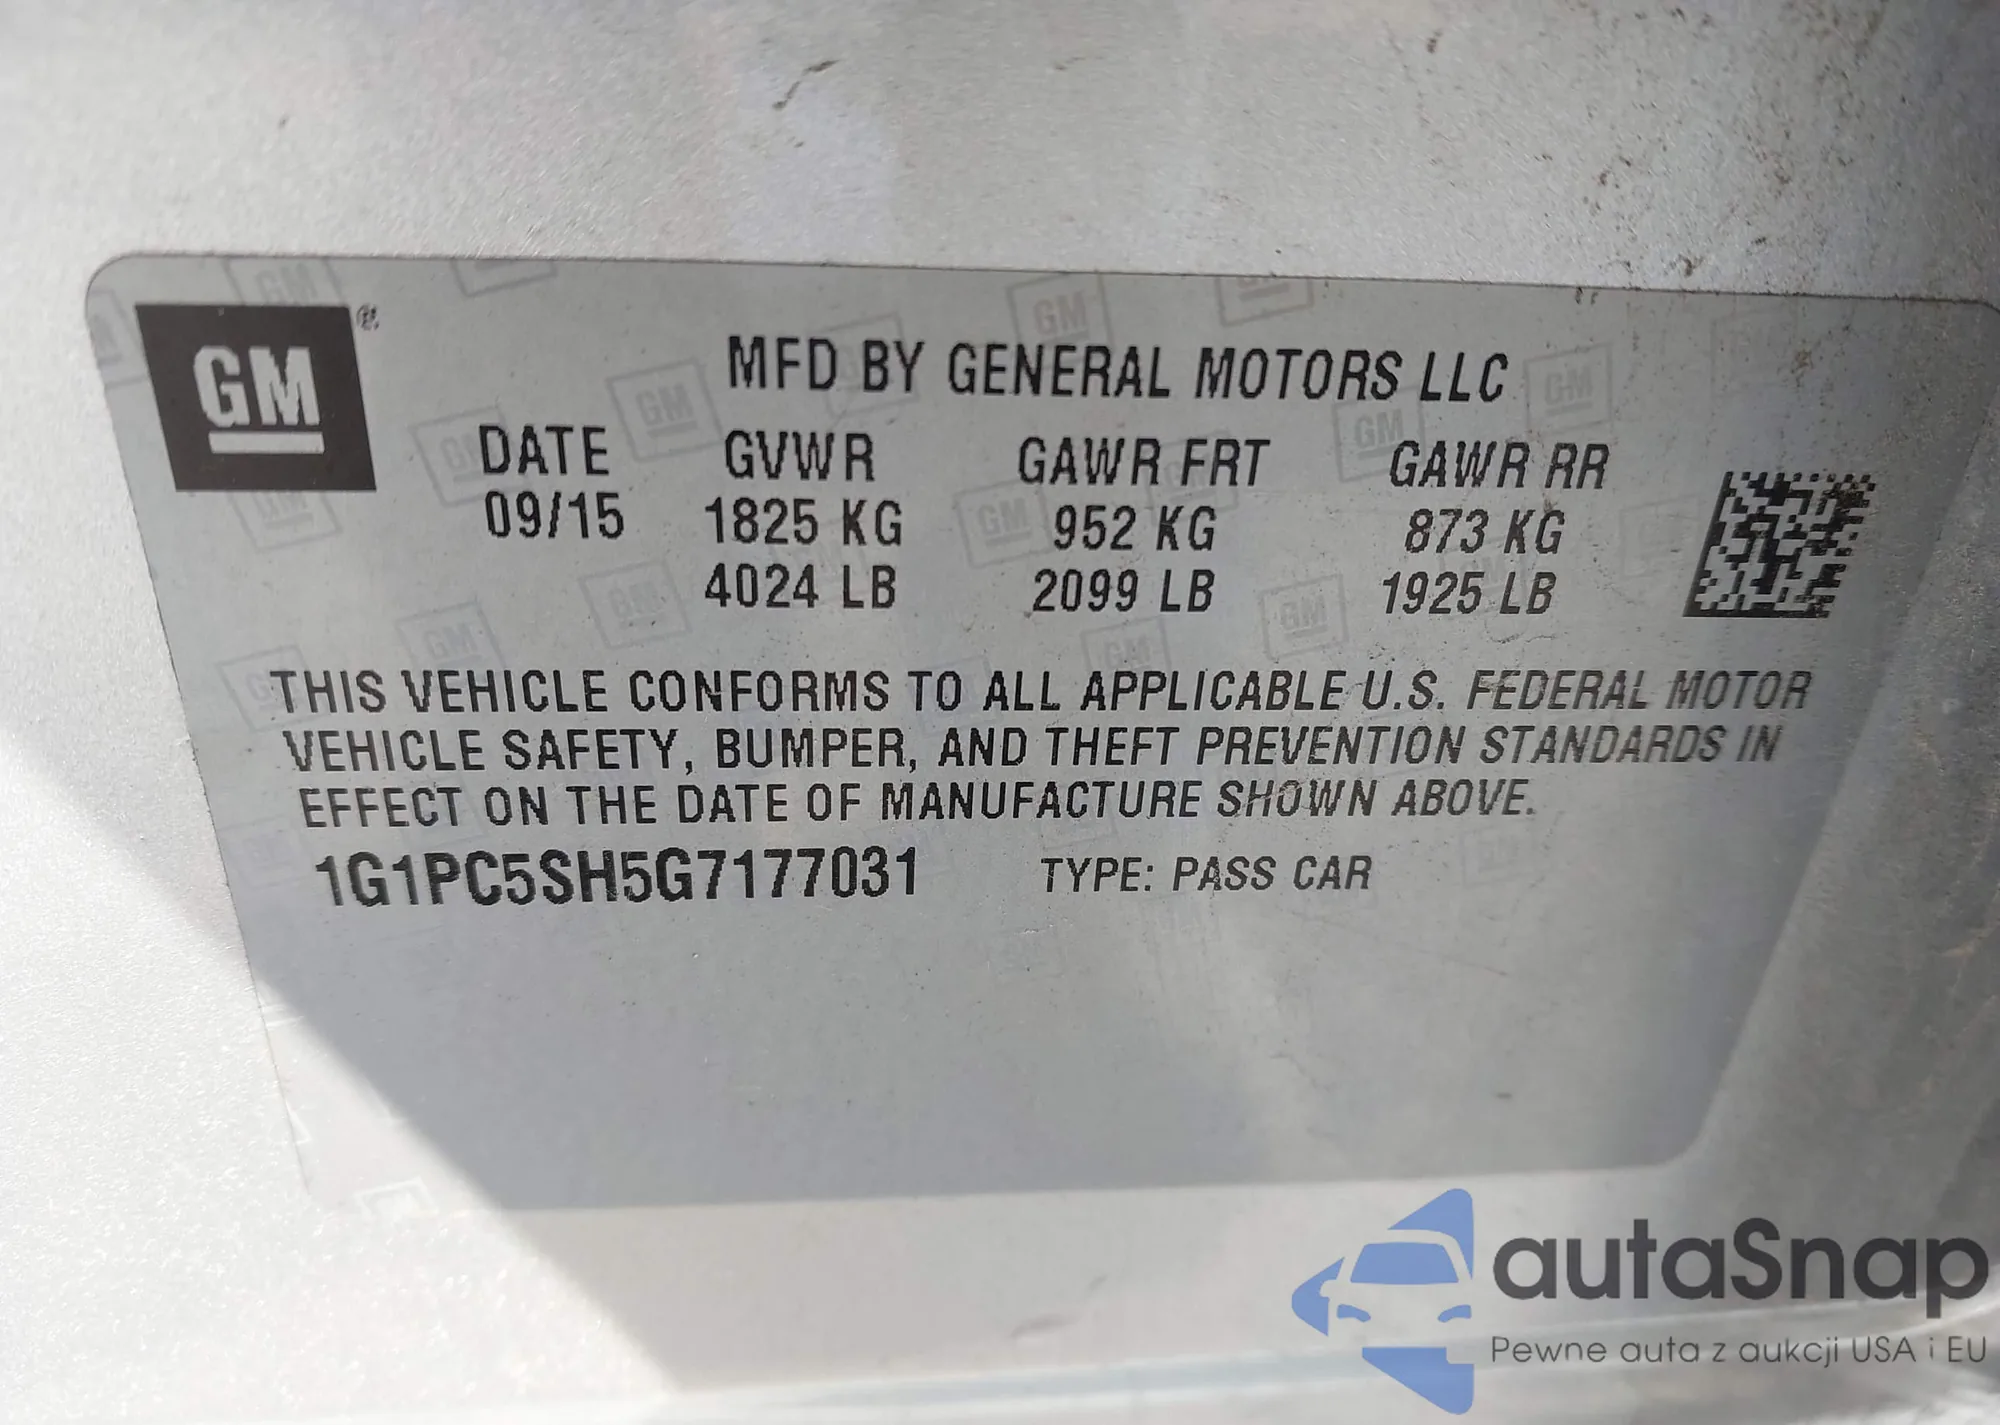 GM ®
MFD BY GENERAL MOTORS LLC
DATE GVWR GAWR FRT GAWR RR
09/15 1825 KG 952 KG 873 KG
4024 LB 2099 LB 1925 LB
THIS VEHICLE CONFORMS TO ALL APPLICABLE U.S. FEDERAL MOTOR
VEHICLE SAFETY, BUMPER, AND THEFT PREVENTION STANDARDS IN
EFFECT ON THE DATE OF MANUFACTURE SHOWN ABOVE.
1G1PC5SH5G7177031 TYPE: PASS CAR
autaSnap
Pewne auta z aukcji USA i EU